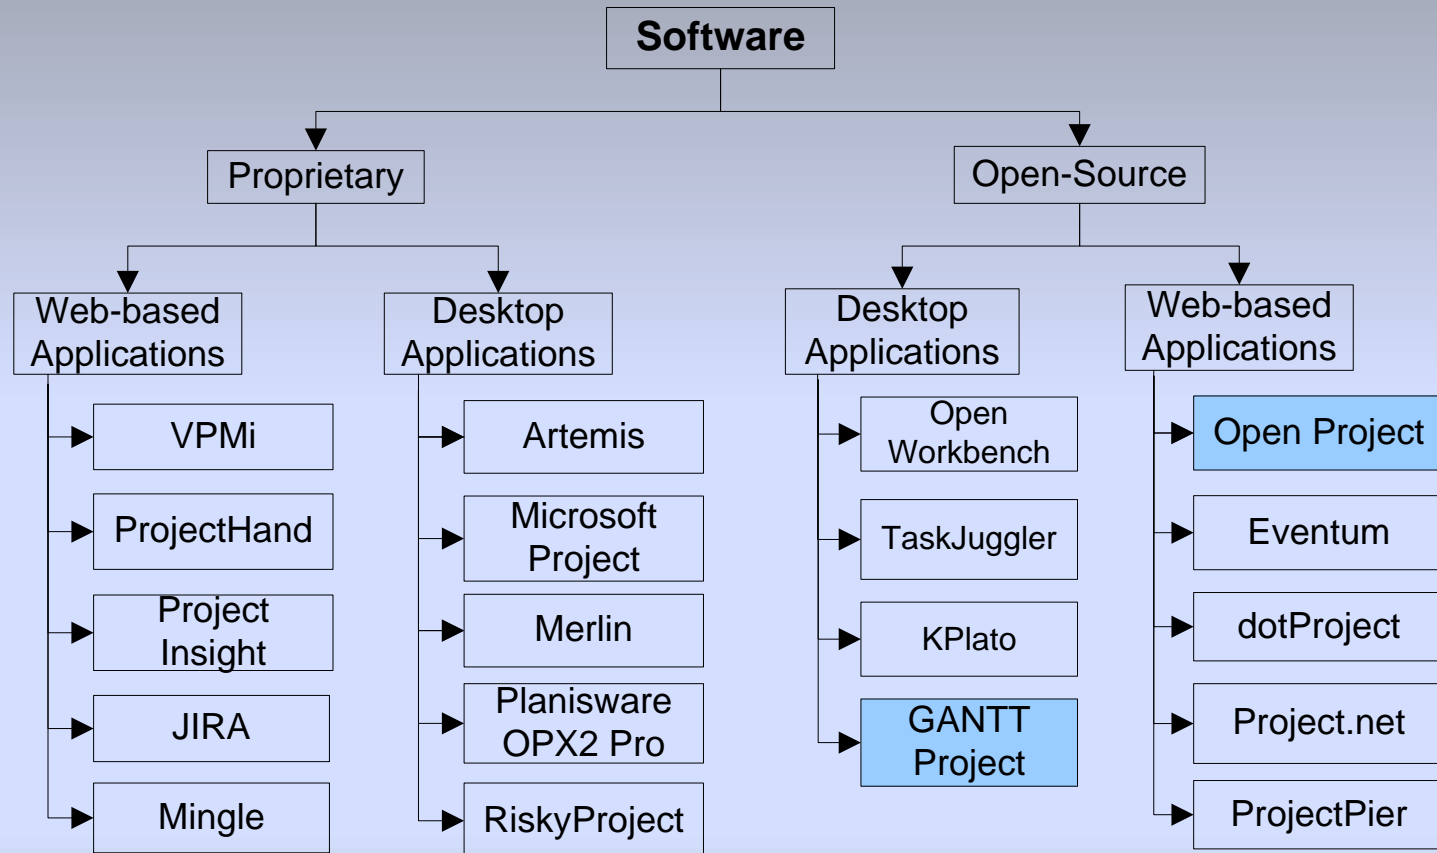 Software
Proprietary
Open-Source
Web-based
Applications
VPMi
ProjectHand
Project
Insight
JIRA
Mingle
Desktop
Applications
Artemis
Microsoft
Project
Merlin
Planisware
OPX2 Pro
RiskyProject
Desktop
Applications
Open
Workbench
TaskJuggler
KPlato
GANTT
Project
Web-based
Applications
Open Project
Eventum
dotProject
Project.net
ProjectPier